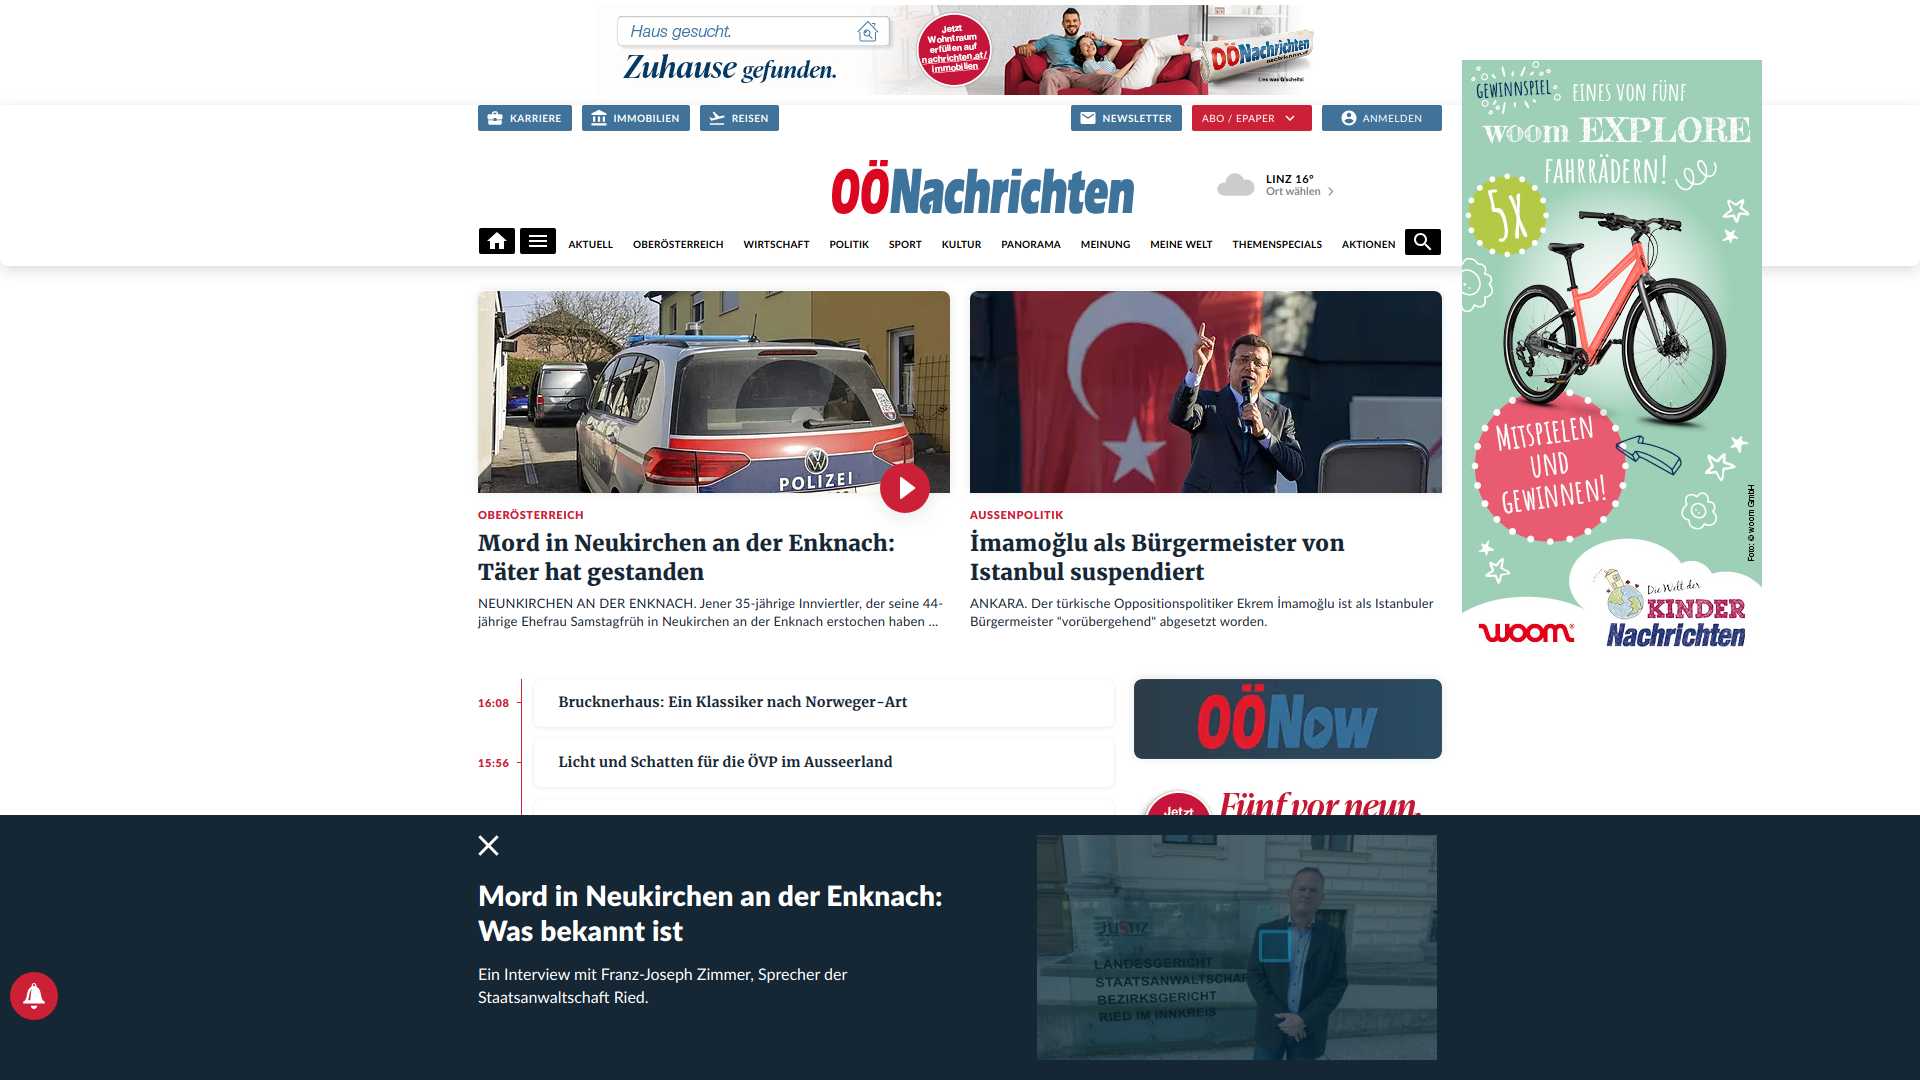 Haus gesucht.
Zuhause gefunden.
Jetzt
Wohntraum
erfüllen auf
nachrichten.at/
immobilien
OÖNachrichten
Lies was G'scheites!
KARRIERE
IMMOBILIEN
REISEN
NEWSLETTER
ABO / EPAPER
ANMELDEN
OÖNachrichten
LINZ 16°
Ort wählen
AKTUELL
OBERÖSTERREICH
WIRTSCHAFT
POLITIK
SPORT
KULTUR
PANORAMA
MEINUNG
MEINE WELT
THEMENSPECIALS
AKTIONEN
GEWINNSPIEL
EINES VON FÜNF
woom EXPLORE
FAHRRÄDERN!
5X
MITSPIELEN
UND
GEWINNEN!
Foto: © woom GmbH
woom
Die Welt der
KINDER
Nachrichten
POLIZEI
OBERÖSTERREICH
Mord in Neukirchen an der Enknach:
Täter hat gestanden
NEUNKIRCHEN AN DER ENKNACH. Jener 35-jährige Innviertler, der seine 44-
jährige Ehefrau Samstagfrüh in Neukirchen an der Enknach erstochen haben ...
AUSSENPOLITIK
İmamoğlu als Bürgermeister von
Istanbul suspendiert
ANKARA. Der türkische Oppositionspolitiker Ekrem İmamoğlu ist als Istanbuler
Bürgermeister "vorübergehend" abgesetzt worden.
16:08
Brucknerhaus: Ein Klassiker nach Norweger-Art
15:56
Licht und Schatten für die ÖVP im Ausseerland
OÖNow
Jetzt
Fünf vor neun.
Mord in Neukirchen an der Enknach:
Was bekannt ist
Ein Interview mit Franz-Joseph Zimmer, Sprecher der
Staatsanwaltschaft Ried.
LANDESGERICHT
STAATSANWALTSCHAF
BEZIRKSGERICHT
RIED IM INNKREIS